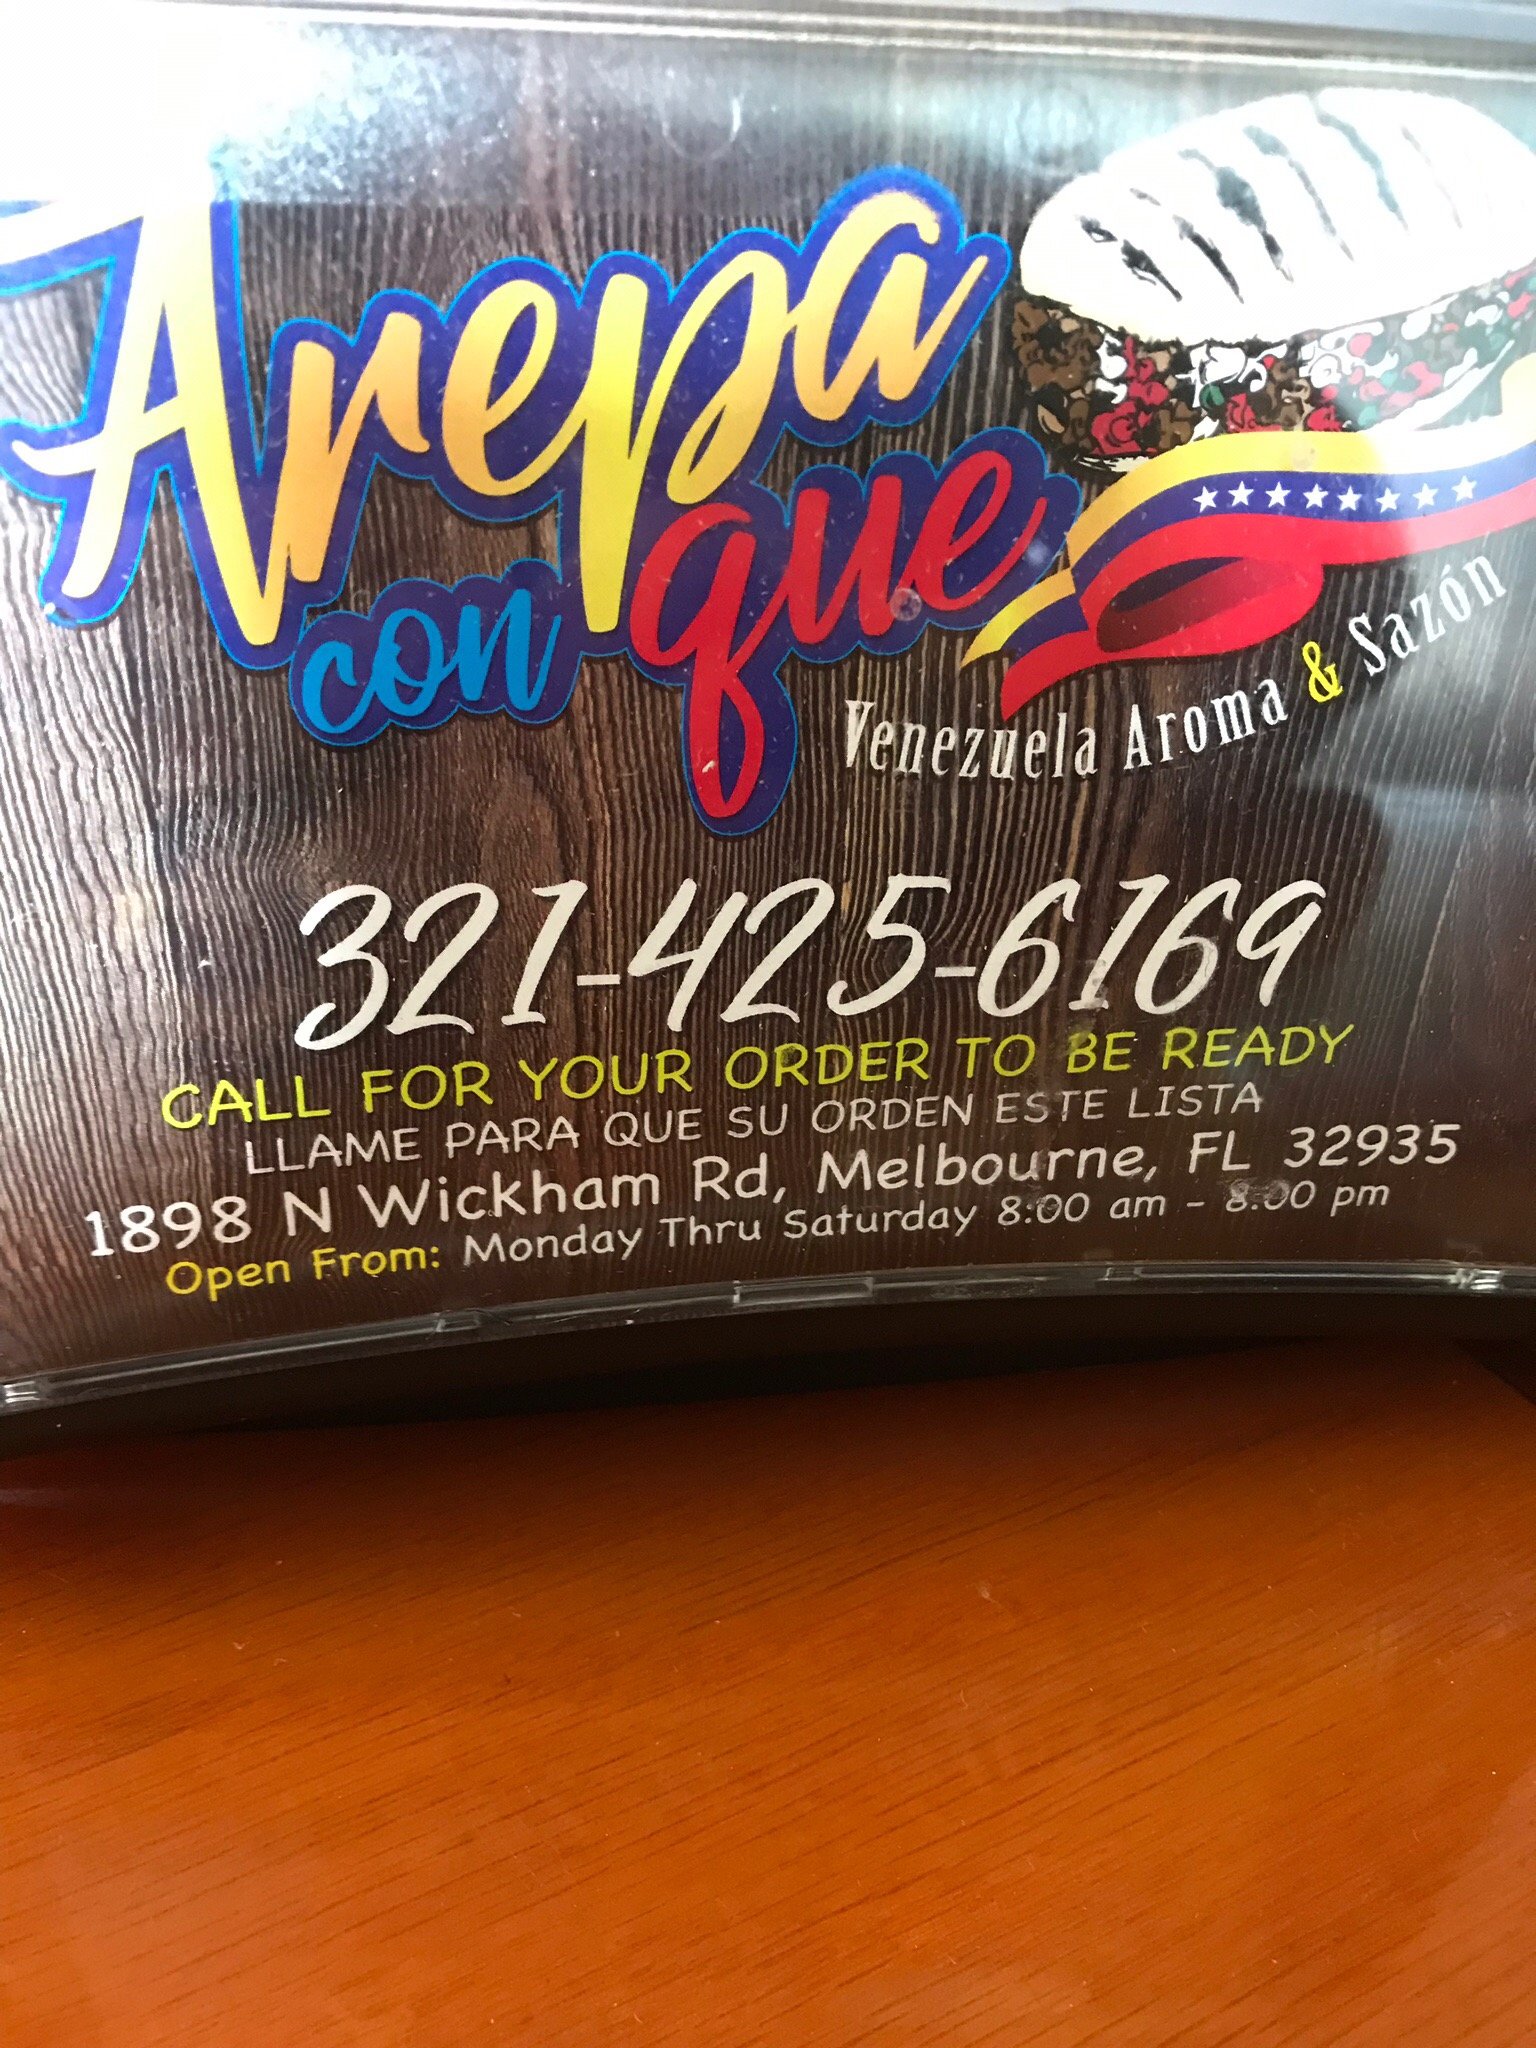 Arepa
con que
Venezuela Aroma & Sazón
321-425-6169
CALL FOR YOUR ORDER TO BE READY
LLAME PARA QUE SU ORDEN ESTE LISTA
1898 N Wickham Rd, Melbourne, FL 32935
Open From: Monday Thru Saturday 8:00 am - 8:00 pm